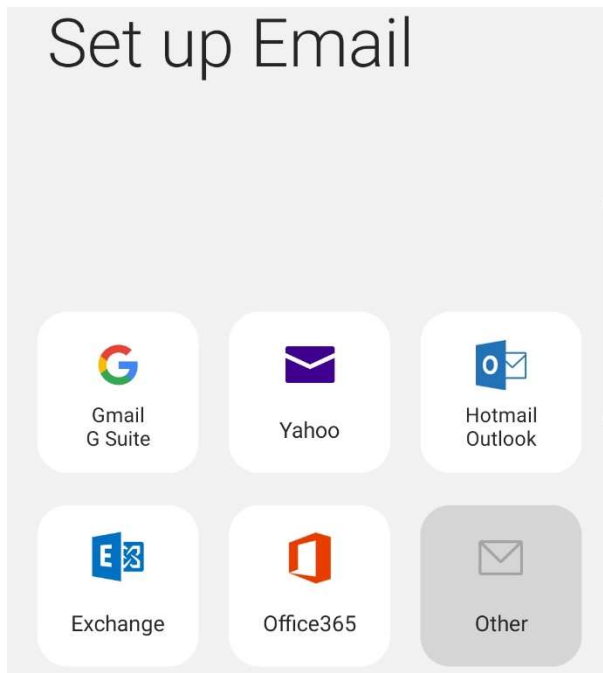 Set up Email
Gmail
G Suite
Yahoo
Hotmail
Outlook
Exchange
Office365
Other